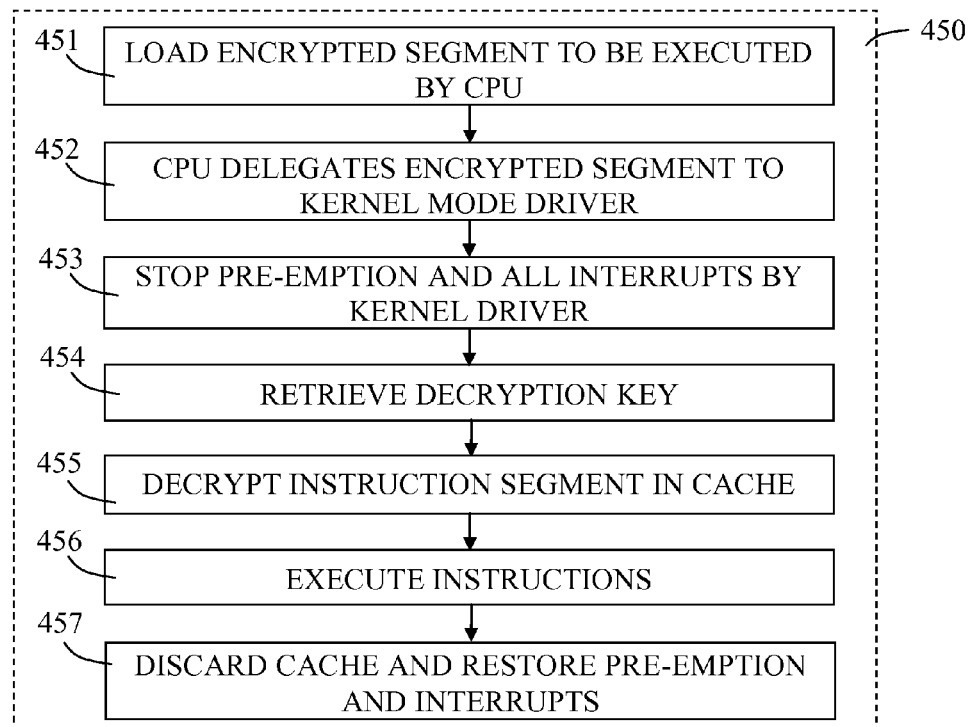 450
451
LOAD ENCRYPTED SEGMENT TO BE EXECUTED
BY CPU
452
CPU DELEGATES ENCRYPTED SEGMENT TO
KERNEL MODE DRIVER
453
STOP PRE-EMPTION AND ALL INTERRUPTS BY
KERNEL DRIVER
454
RETRIEVE DECRYPTION KEY
455
DECRYPT INSTRUCTION SEGMENT IN CACHE
456
EXECUTE INSTRUCTIONS
457
DISCARD CACHE AND RESTORE PRE-EMPTION
AND INTERRUPTS